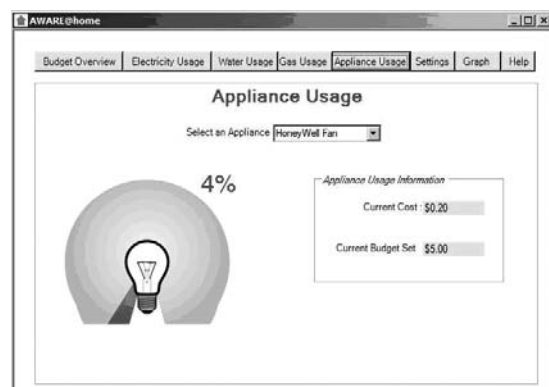 AWARE@home
Budget Overview Electricity Usage Water Usage Gas Usage Appliance Usage Settings Graph Help
Appliance Usage
Select an Appliance HoneyWell Fan
4%
Appliance Usage Information
Current Cost : $0.20
Current Budget Set $5.00